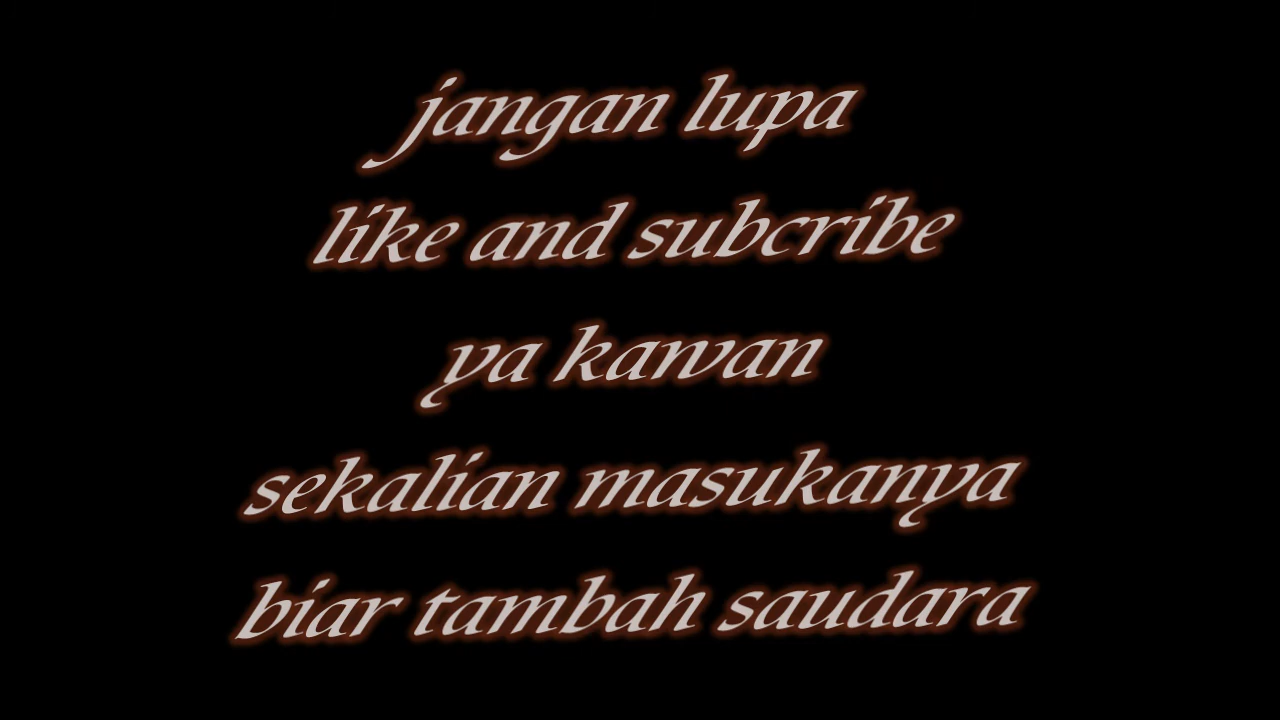 jangan lupa
like and subcribe
ya kawan
sekalian masukanya
biar tambah saudara